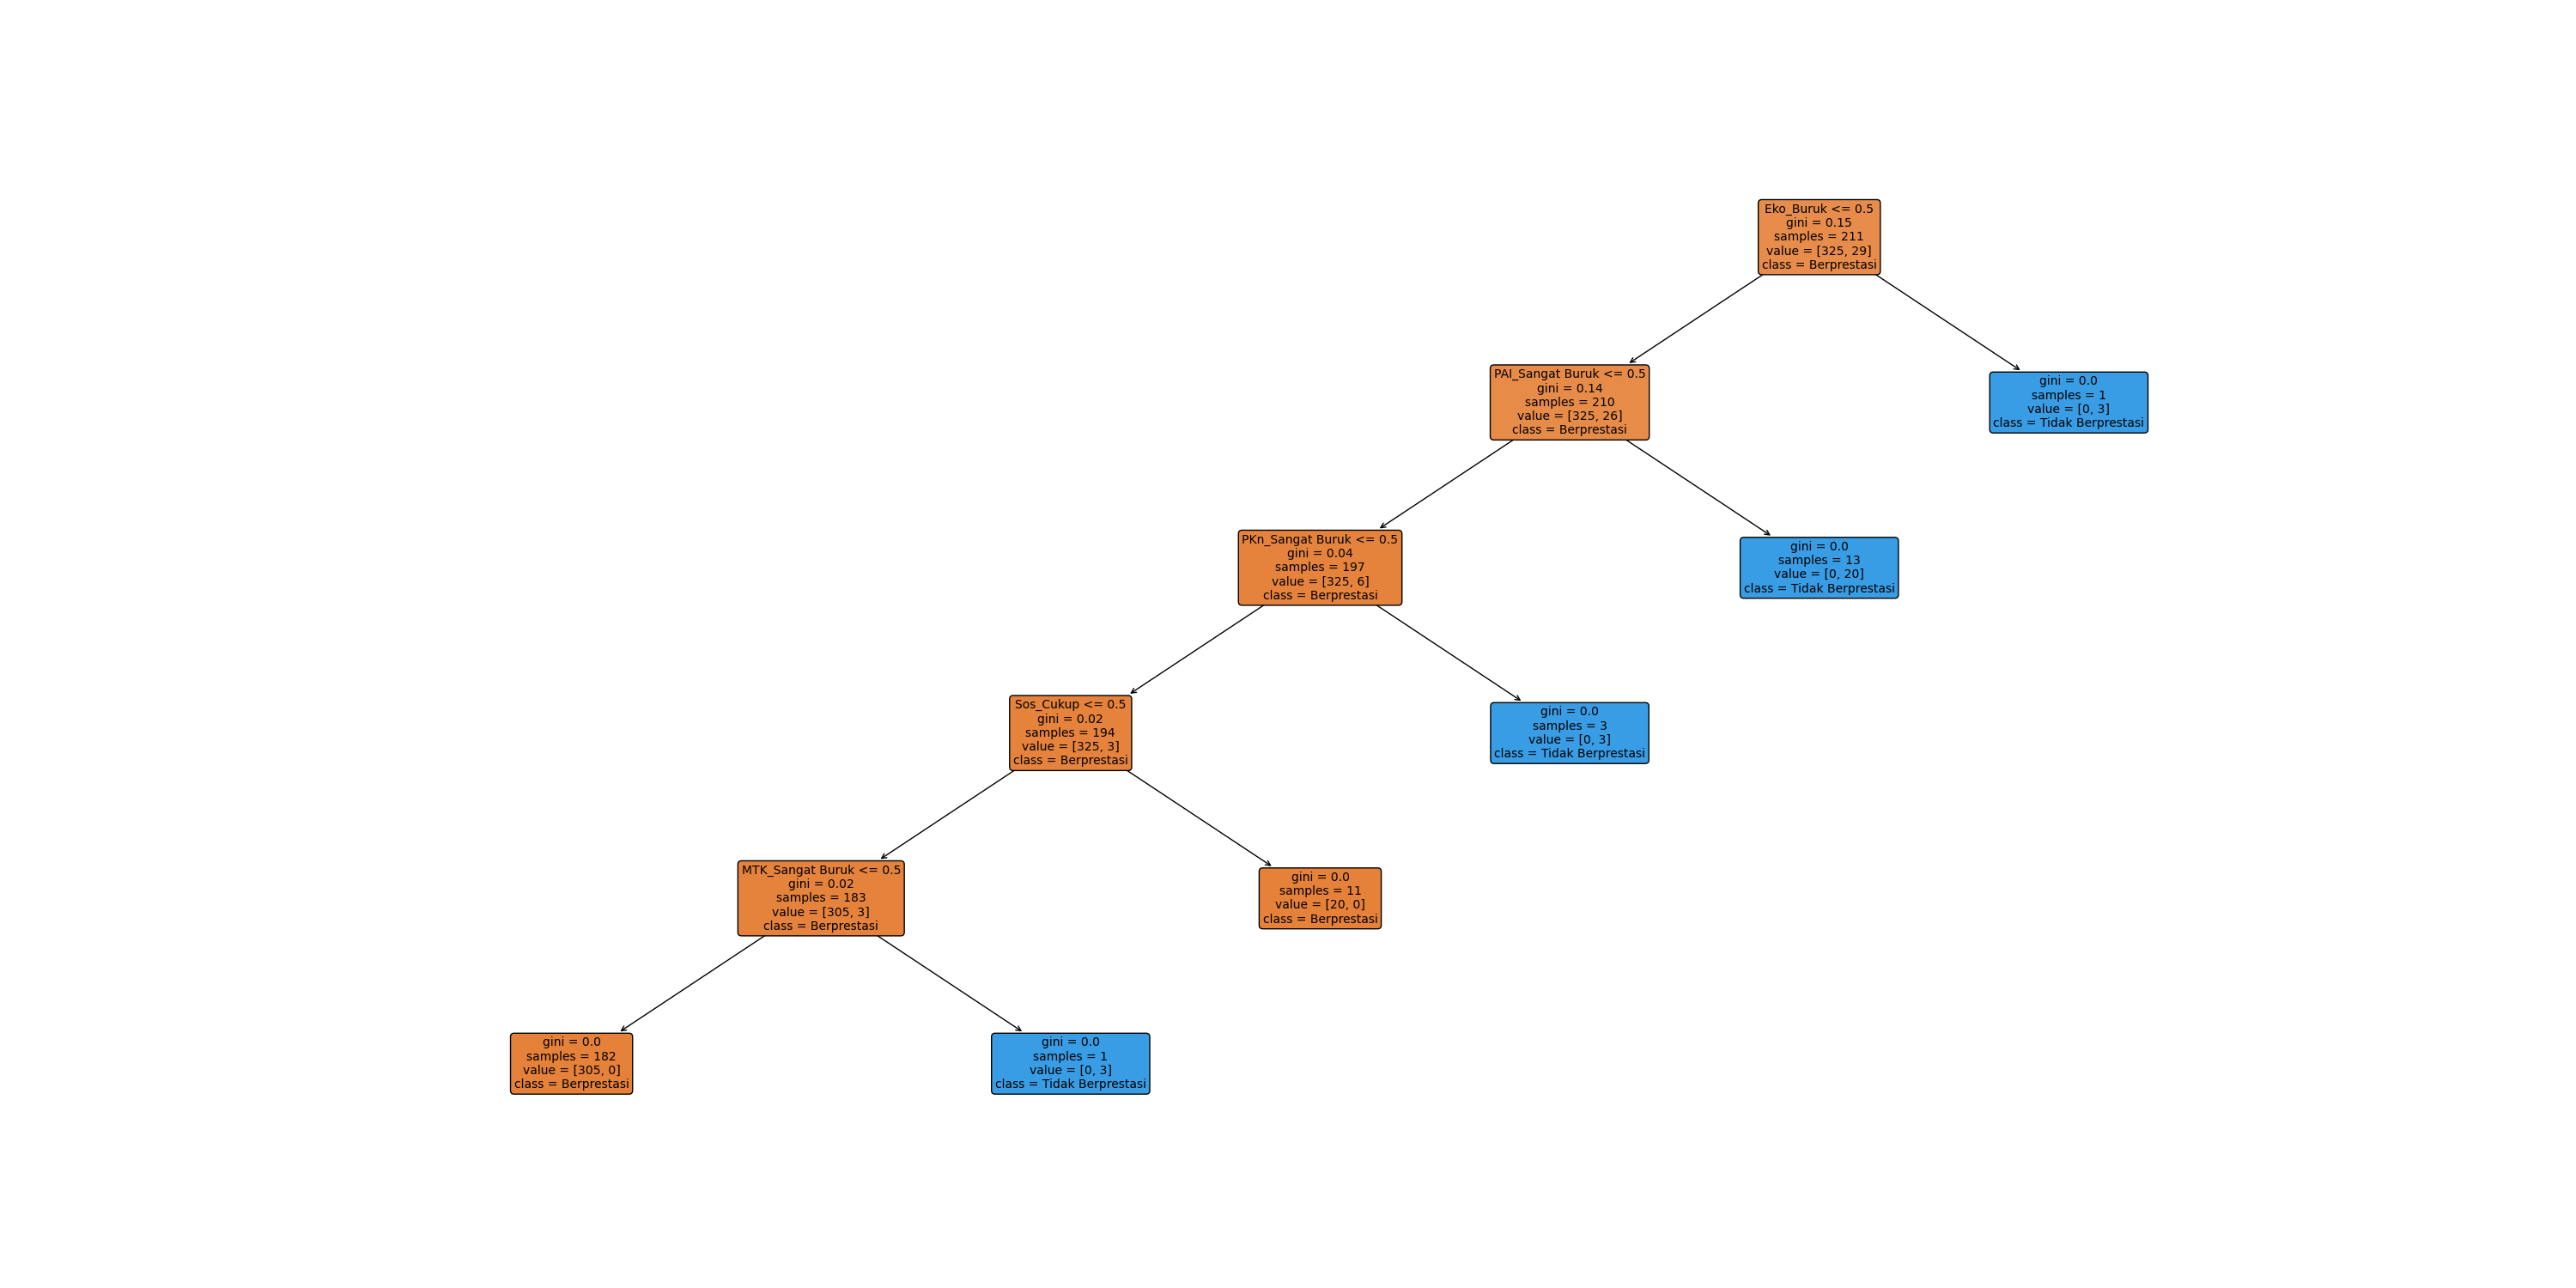 Eko_Buruk <= 0.5
gini = 0.15
samples = 211
value = [325, 29]
class = Berprestasi
PAI_Sangat Buruk <= 0.5
gini = 0.14
samples = 210
value = [325, 26]
class = Berprestasi
gini = 0.0
samples = 1
value = [0, 3]
class = Tidak Berprestasi
PKn_Sangat Buruk <= 0.5
gini = 0.04
samples = 197
value = [325, 6]
class = Berprestasi
gini = 0.0
samples = 13
value = [0, 20]
class = Tidak Berprestasi
Sos_Cukup <= 0.5
gini = 0.02
samples = 194
value = [325, 3]
class = Berprestasi
gini = 0.0
samples = 3
value = [0, 3]
class = Tidak Berprestasi
MTK_Sangat Buruk <= 0.5
gini = 0.02
samples = 183
value = [305, 3]
class = Berprestasi
gini = 0.0
samples = 11
value = [20, 0]
class = Berprestasi
gini = 0.0
samples = 182
value = [305, 0]
class = Berprestasi
gini = 0.0
samples = 1
value = [0, 3]
class = Tidak Berprestasi